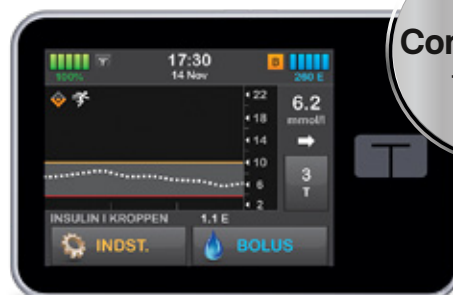 17:30
14 Nov
100%
B
260 E
22
6.2
18
mmol/l
14
10
3
T
6
2
INSULIN I KROPPEN 1.1 E
INDST.
BOLUS
Con
T